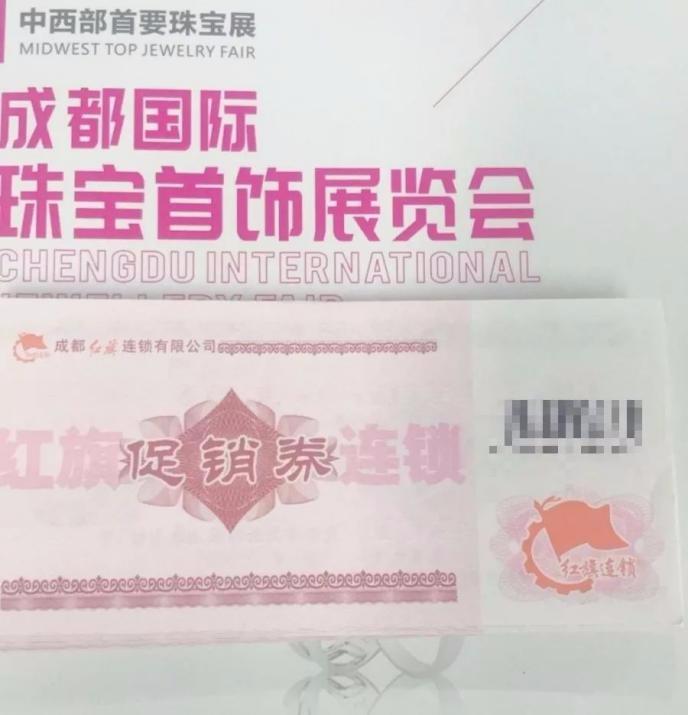 中西部首要珠宝展
MIDWEST TOP JEWELRY FAIR
成都国际
珠宝首饰展览会
CHENGDU INTERNATIONAL
JEWELLERY FAIR
成都红旗连锁有限公司
红旗 促销券 连锁
红旗连锁